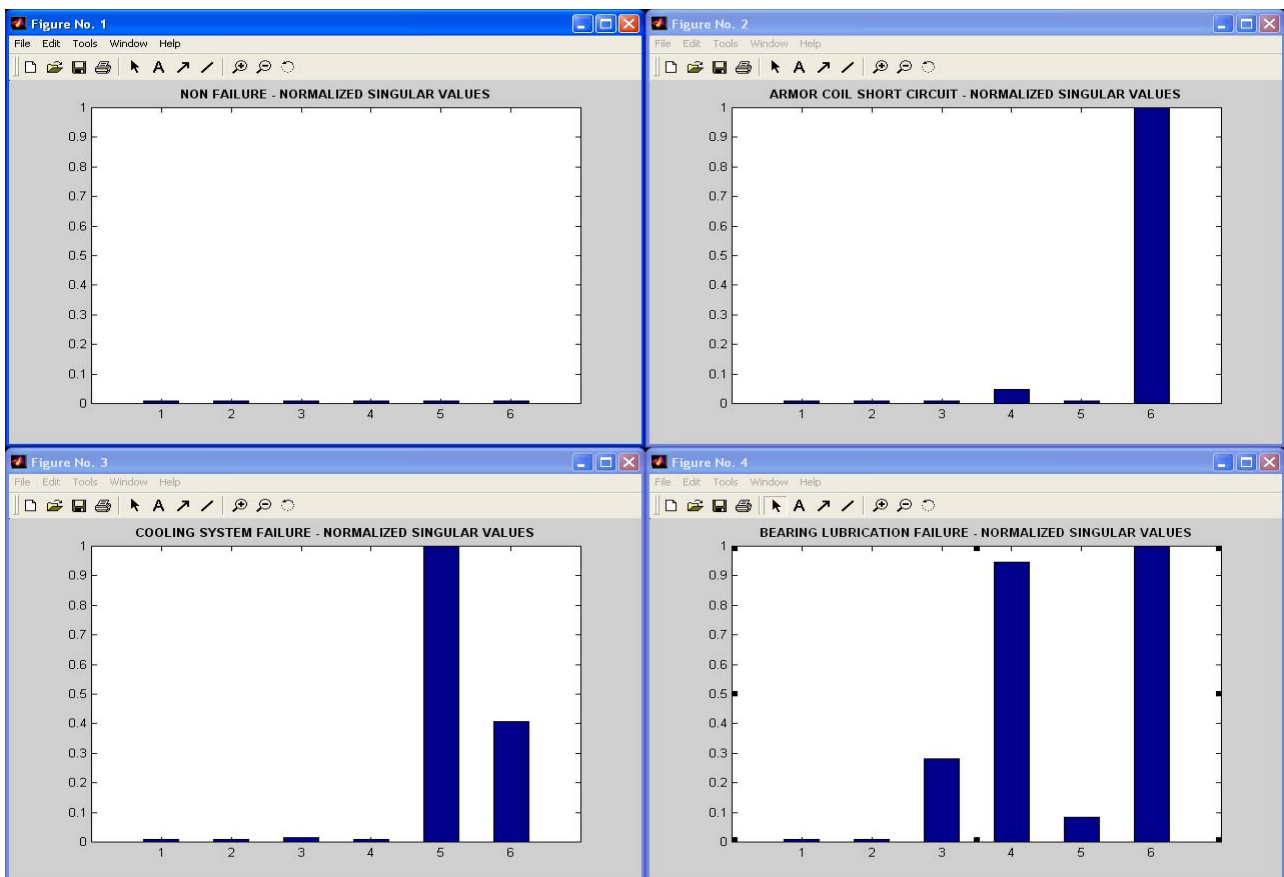 Figure No. 1
File Edit Tools Window Help
A
NON FAILURE - NORMALIZED SINGULAR VALUES
1
0.9
0.8
0.7
0.6
0.5
0.4
0.3
0.2
0.1
0
1 2 3 4 5 6
Figure No. 2
File Edit Tools Window Help
A
ARMOR COIL SHORT CIRCUIT - NORMALIZED SINGULAR VALUES
1
0.9
0.8
0.7
0.6
0.5
0.4
0.3
0.2
0.1
0
1 2 3 4 5 6
Figure No. 3
File Edit Tools Window Help
A
COOLING SYSTEM FAILURE - NORMALIZED SINGULAR VALUES
1
0.9
0.8
0.7
0.6
0.5
0.4
0.3
0.2
0.1
0
1 2 3 4 5 6
Figure No. 4
File Edit Tools Window Help
A
BEARING LUBRICATION FAILURE - NORMALIZED SINGULAR VALUES
1
0.9
0.8
0.7
0.6
0.5
0.4
0.3
0.2
0.1
0
1 2 3 4 5 6